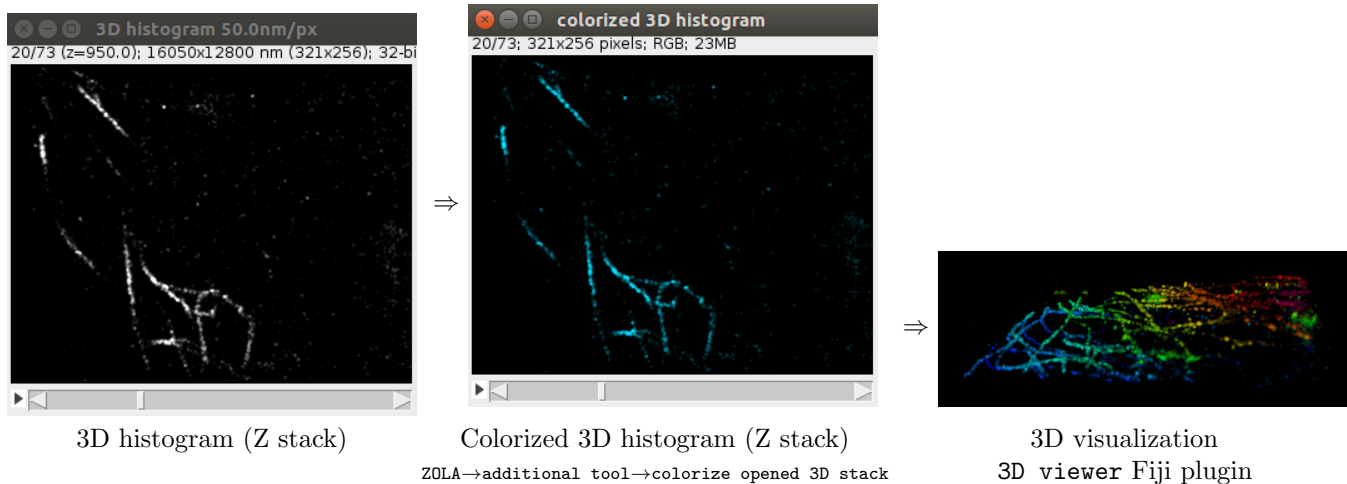 3D histogram 50.0nm/px
20/73 (z=950.0); 16050x12800 nm (321x256); 32-bi
colorized 3D histogram
20/73; 321x256 pixels; RGB; 23MB
⇒
⇒
3D histogram (Z stack)
Colorized 3D histogram (Z stack)
ZOLA→additional tool→colorize opened 3D stack
3D visualization
3D viewer Fiji plugin